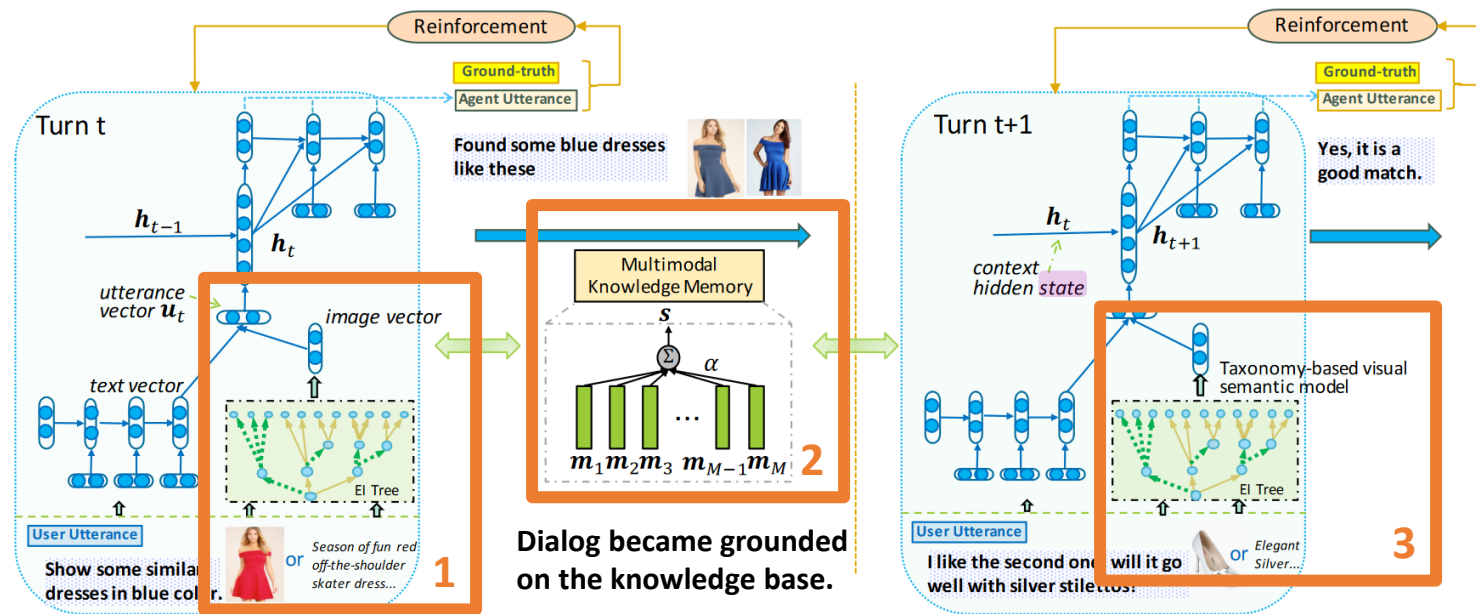 Reinforcement
Ground-truth
Agent Utterance
Turn t
Found some blue dresses
like these
h_{t−1}
h_t
utterance
vector u_t
image vector
text vector
EI Tree
User Utterance
Show some similar
dresses in blue color.
or
Season of fun red
off-the-shoulder
skater dress...
1
Multimodal
Knowledge Memory
s
Σ
α
...
m_1 m_2 m_3 m_{M−1} m_M
2
Dialog became grounded
on the knowledge base.
Reinforcement
Ground-truth
Agent Utterance
Turn t+1
Yes, it is a
good match.
h_t
h_{t+1}
context
hidden state
Taxonomy-based visual
semantic model
EI Tree
User Utterance
I like the second one, will it go
well with silver stilettos?
or
Elegant
Silver...
3